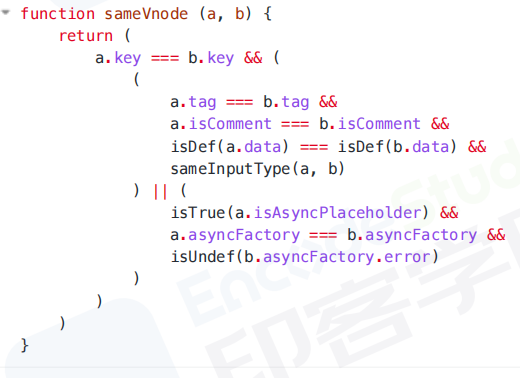 function sameVnode (a, b) {
    return (
        a.key === b.key && (
            (
                a.tag === b.tag &&
                a.isComment === b.isComment &&
                isDef(a.data) === isDef(b.data) &&
                sameInputType(a, b)
            ) || (
                isTrue(a.isAsyncPlaceholder) &&
                a.asyncFactory === b.asyncFactory &&
                isUndef(b.asyncFactory.error)
            )
        )
    )
}